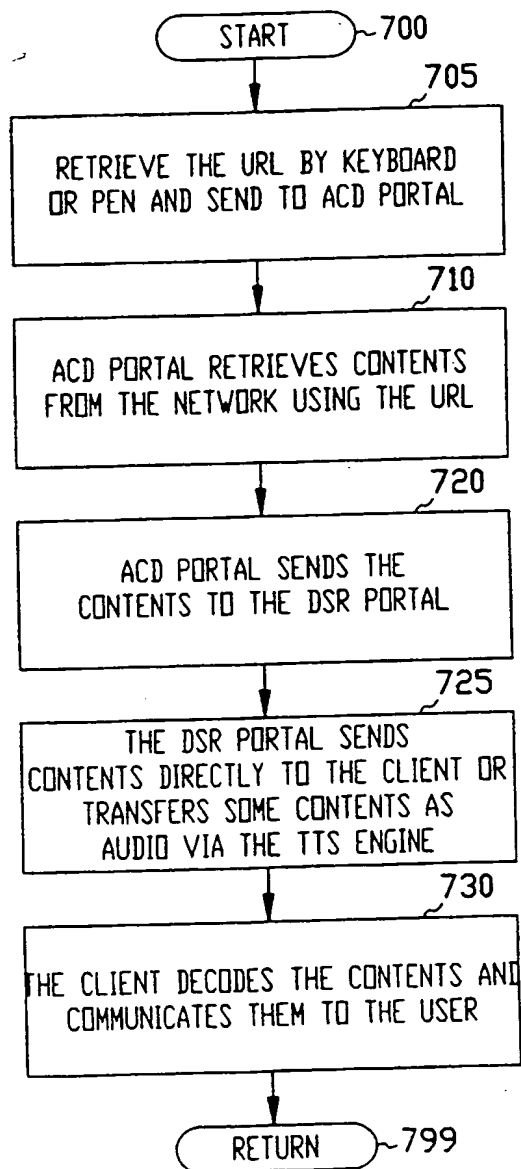 START
700
705
RETRIEVE THE URL BY KEYBOARD
OR PEN AND SEND TO ACD PORTAL
710
ACD PORTAL RETRIEVES CONTENTS
FROM THE NETWORK USING THE URL
720
ACD PORTAL SENDS THE
CONTENTS TO THE DSR PORTAL
725
THE DSR PORTAL SENDS
CONTENTS DIRECTLY TO THE CLIENT OR
TRANSFERS SOME CONTENTS AS
AUDIO VIA THE TTS ENGINE
730
THE CLIENT DECODES THE CONTENTS AND
COMMUNICATES THEM TO THE USER
RETURN
799